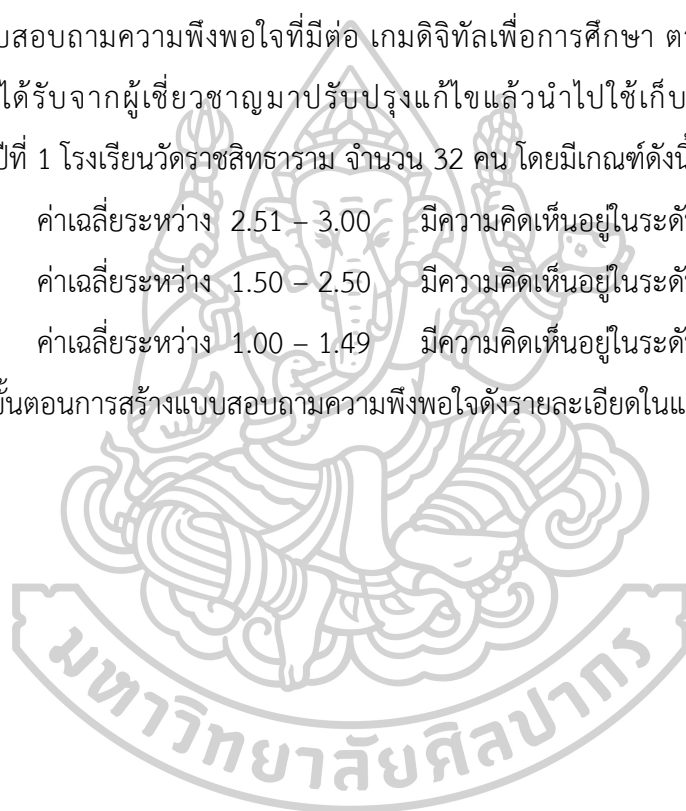 บสอบถามความพึงพอใจที่มีต่อ เกมดิจิทัลเพื่อการศึกษา
ได้รับจากผู้เชี่ยวชาญมาปรับปรุงแก้ไขแล้วนำไปใช้เก็บ
ปีที่ 1 โรงเรียนวัดราชสิทธาราม จำนวน 32 คน โดยมีเกณฑ์ดังนี้
ค่าเฉลี่ยระหว่าง 2.51 – 3.00 มีความคิดเห็นอยู่ในระดับ
ค่าเฉลี่ยระหว่าง 1.50 – 2.50 มีความคิดเห็นอยู่ในระดับ
ค่าเฉลี่ยระหว่าง 1.00 – 1.49 มีความคิดเห็นอยู่ในระดับ
ขั้นตอนการสร้างแบบสอบถามความพึงพอใจดังรายละเอียดในแ
มหาวิทยาลัยศิลปากร